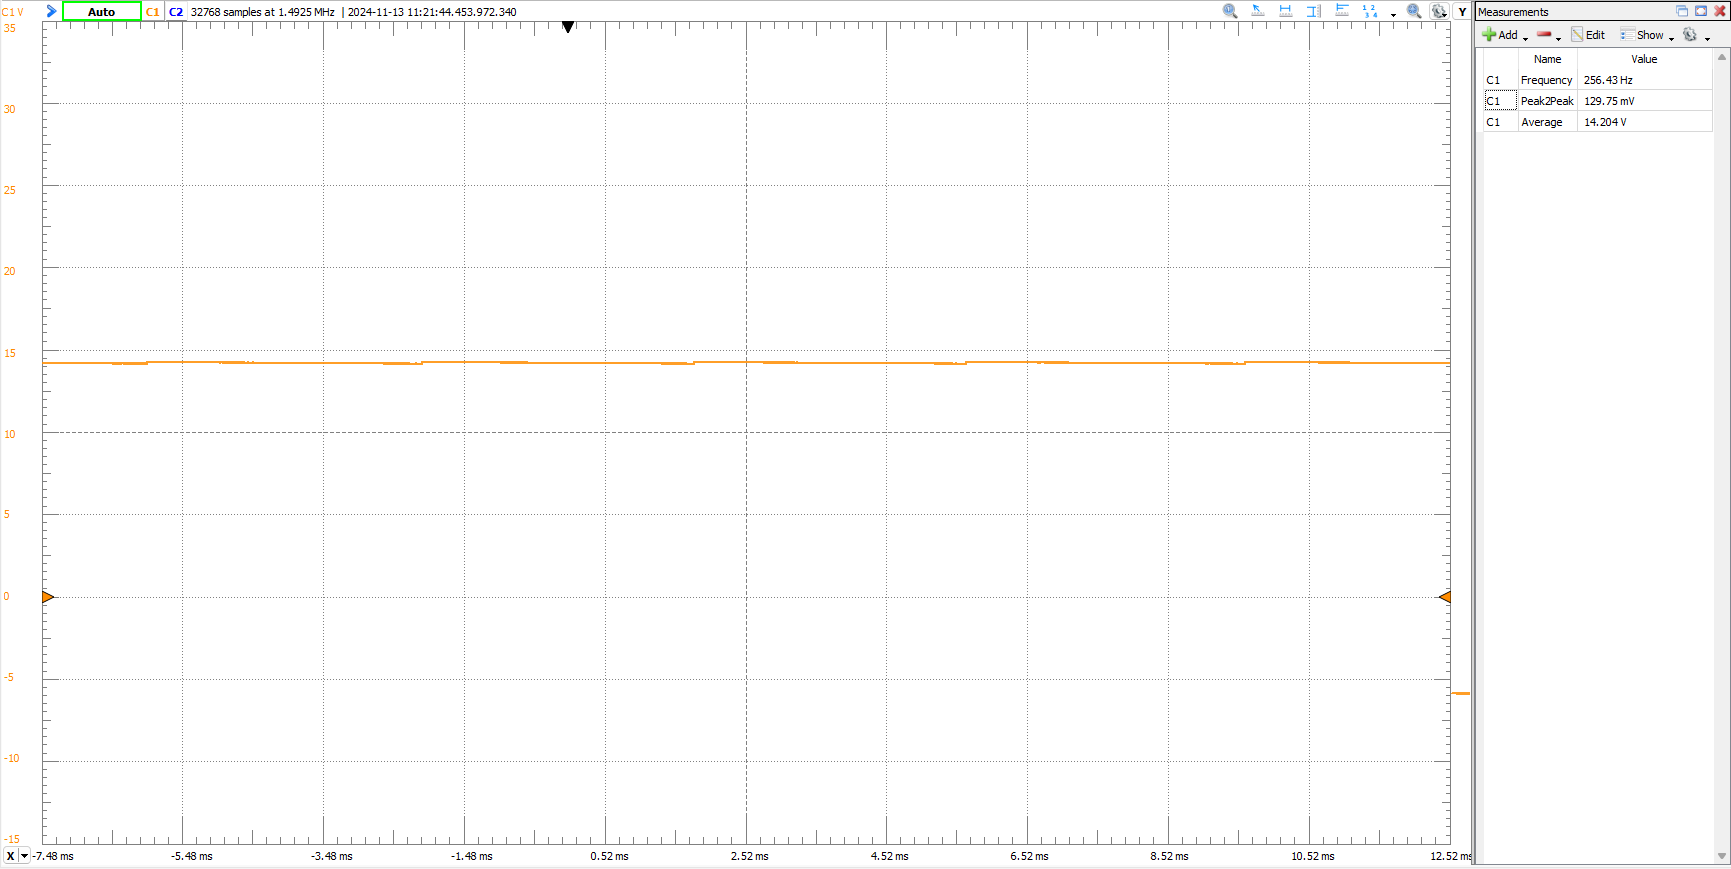 C1 V Auto C1 C2 32768 samples at 1.4925 MHz | 2024-11-13 11:21:44.453.972.340 Y
Measurements
Add Edit Show
Name Value
C1 Frequency 256.43 Hz
C1 Peak2Peak 129.75 mV
C1 Average 14.204 V
35
30
25
20
15
10
5
0
-5
-10
-15
X -7.48 ms -5.48 ms -3.48 ms -1.48 ms 0.52 ms 2.52 ms 4.52 ms 6.52 ms 8.52 ms 10.52 ms 12.52 ms